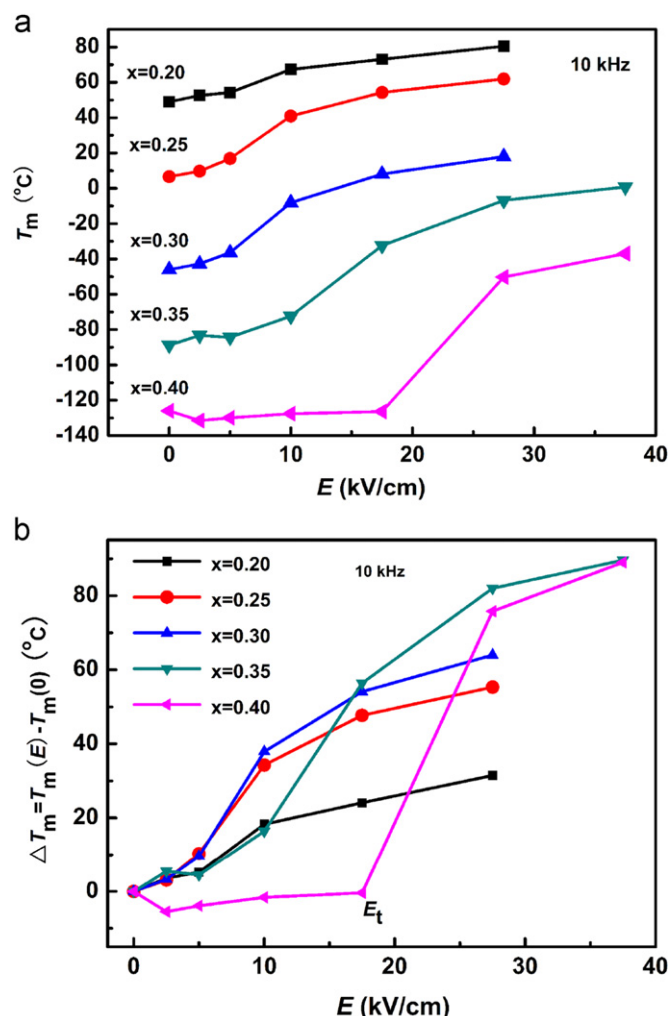 a
80
60
40
20
0
-20
-40
-60
-80
-100
-120
-140
Tm (°C)
x=0.20
x=0.25
x=0.30
x=0.35
x=0.40
10 kHz
0 10 20 30 40
E (kV/cm)
b
80
60
40
20
0
△Tm=Tm(E)-Tm(0) (°C)
x=0.20
x=0.25
x=0.30
x=0.35
x=0.40
10 kHz
Et
0 10 20 30 40
E (kV/cm)